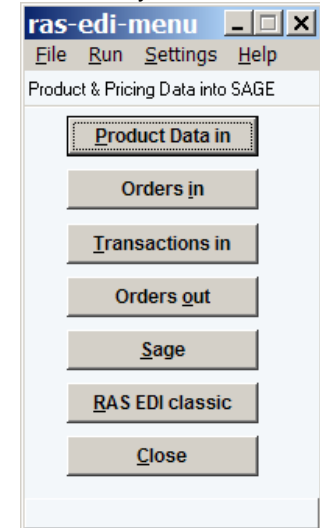 ras-edi-menu
File Run Settings Help
Product & Pricing Data into SAGE
Product Data in
Orders in
Transactions in
Orders out
Sage
RAS EDI classic
Close